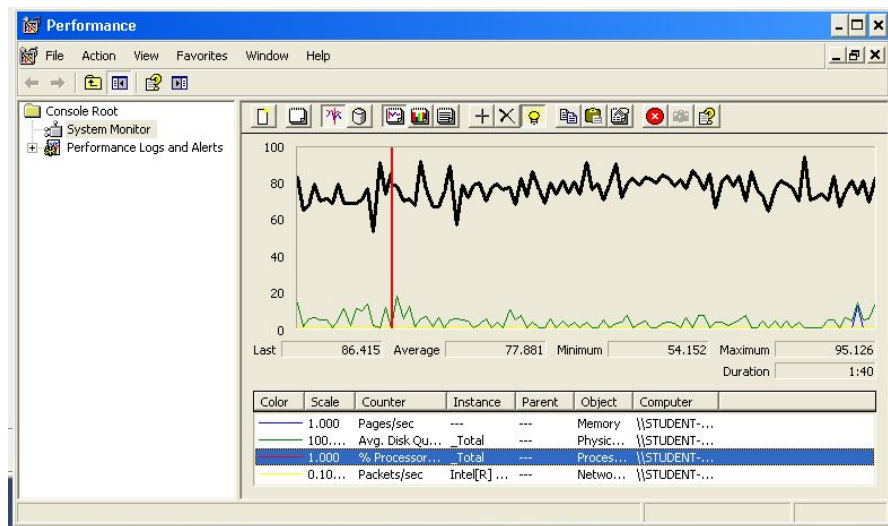 Performance
File Action View Favorites Window Help
Console Root
System Monitor
Performance Logs and Alerts
100
80
60
40
20
0
Last 86.415 Average 77.881 Minimum 54.152 Maximum 95.126
Duration 1:40
Color Scale Counter Instance Parent Object Computer
1.000 Pages/sec --- --- Memory \\STUDENT-...
100.... Avg. Disk Qu... _Total --- Physic... \\STUDENT-...
1.000 % Processor... _Total --- Proces... \\STUDENT-...
0.10... Packets/sec Intel[R] ... --- Netwo... \\STUDENT-...